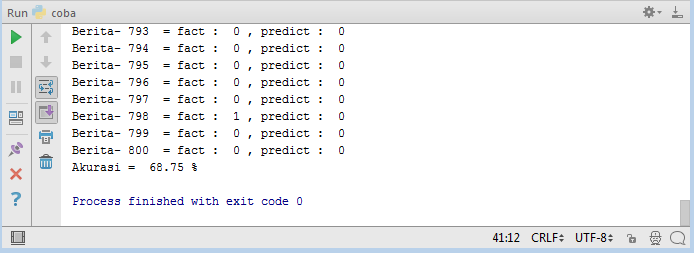 Run coba
Berita- 793 = fact : 0 , predict : 0
Berita- 794 = fact : 0 , predict : 0
Berita- 795 = fact : 0 , predict : 0
Berita- 796 = fact : 0 , predict : 0
Berita- 797 = fact : 0 , predict : 0
Berita- 798 = fact : 1 , predict : 0
Berita- 799 = fact : 0 , predict : 0
Berita- 800 = fact : 0 , predict : 0
Akurasi = 68.75 %
Process finished with exit code 0
41:12 CRLF UTF-8